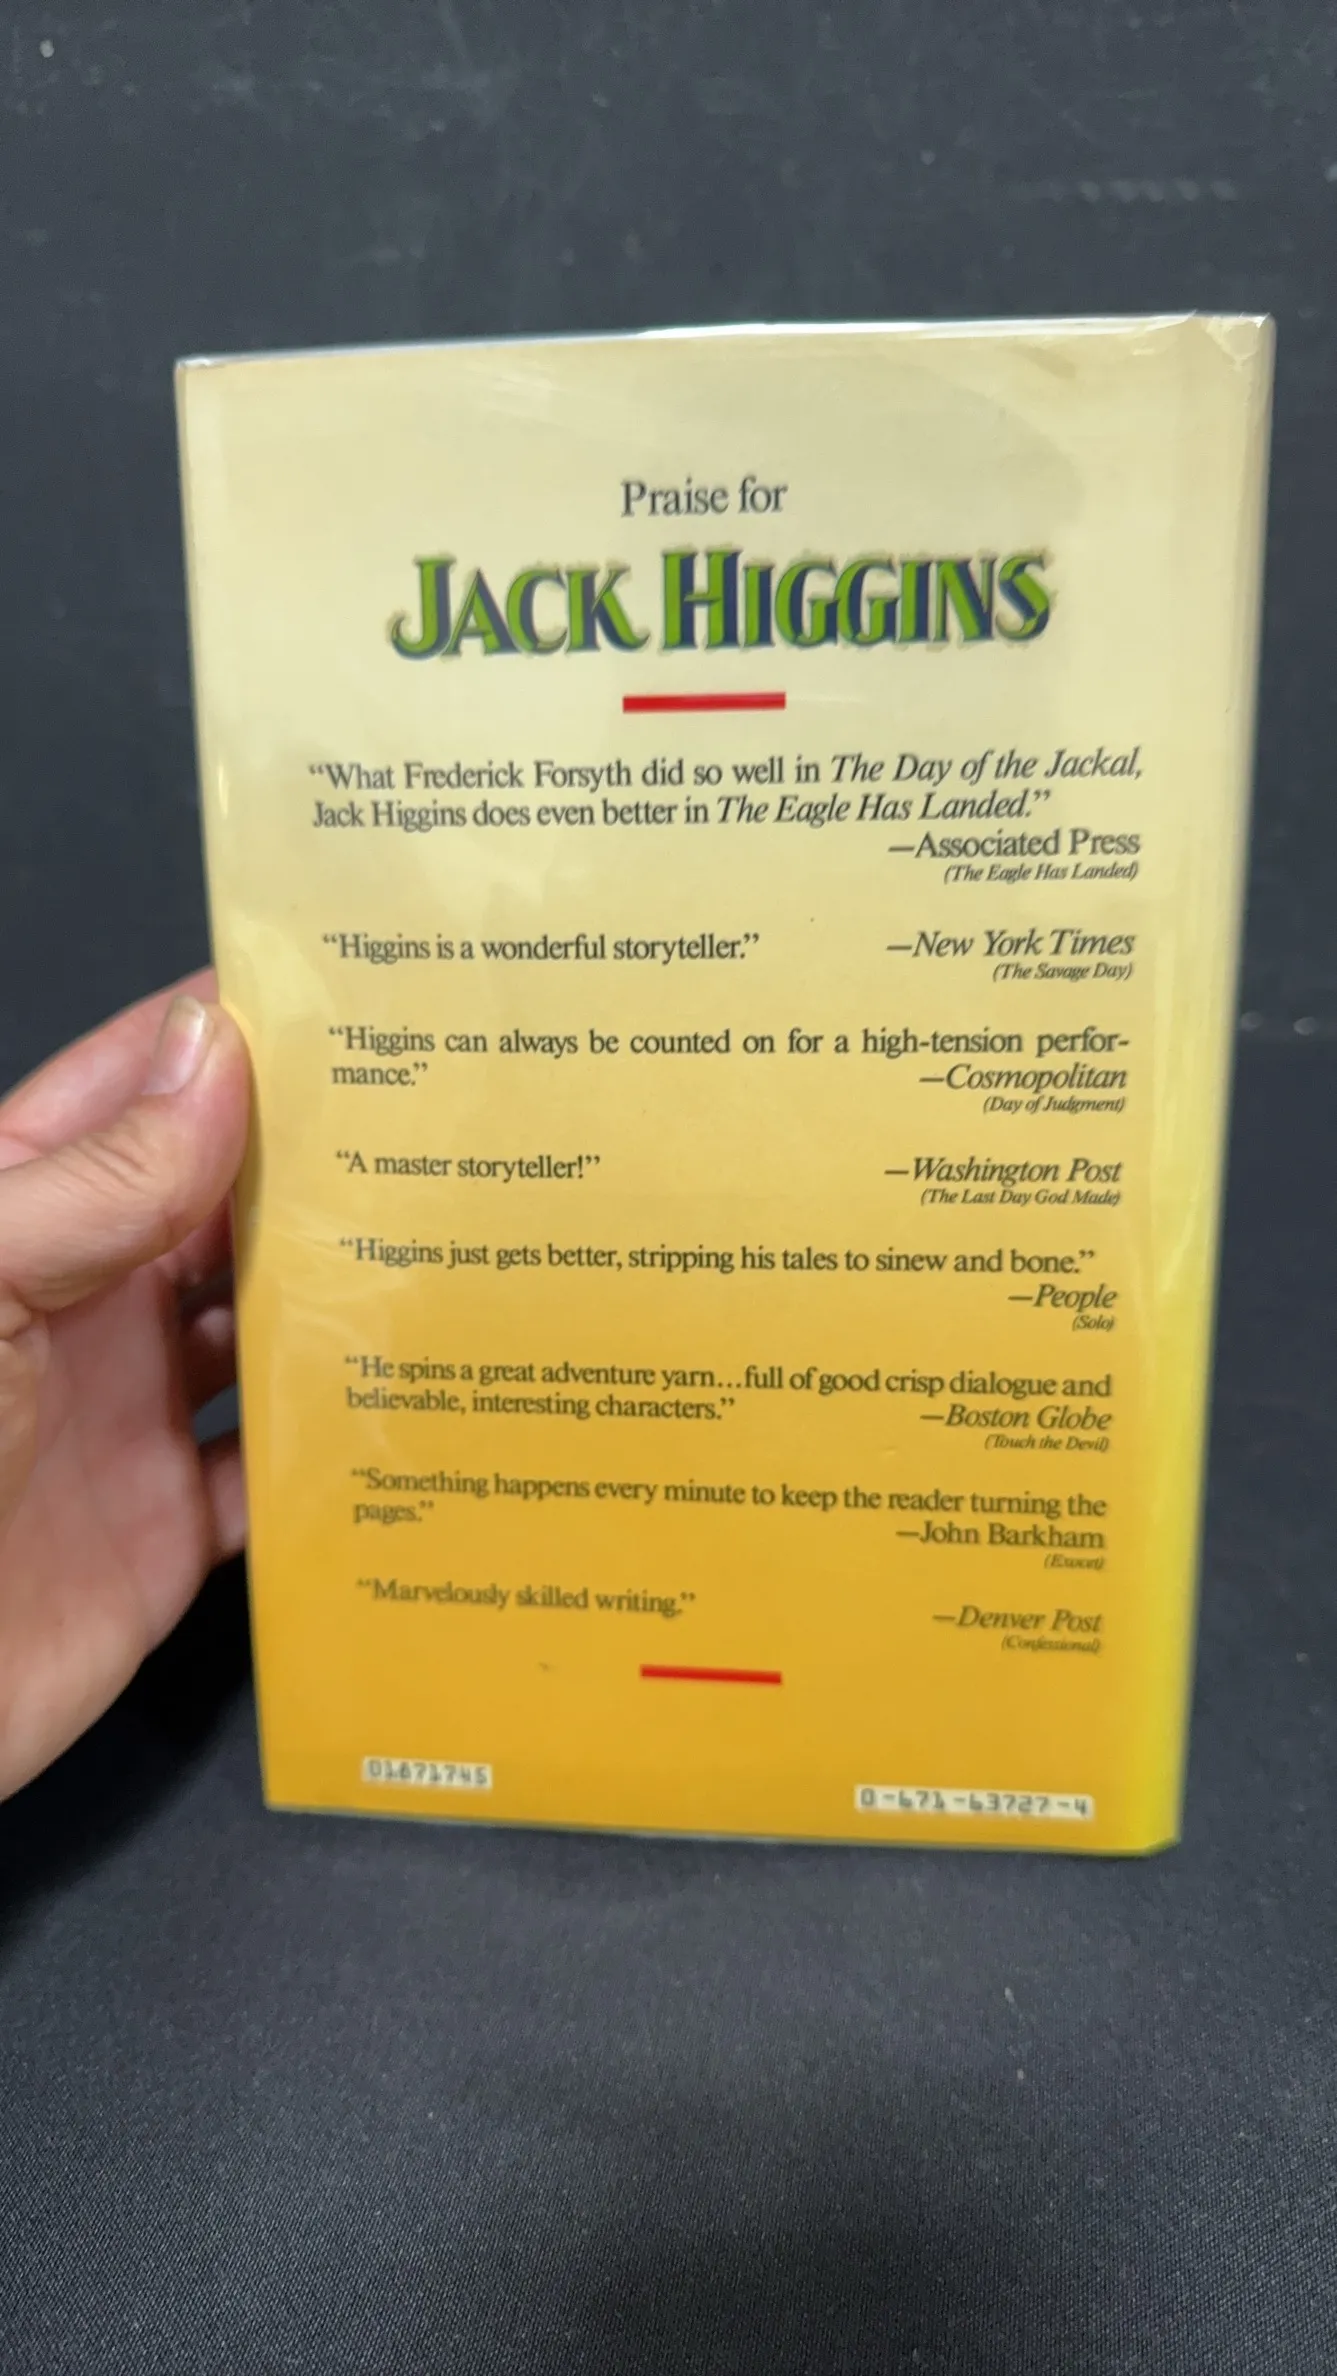 Praise for
JACK HIGGINS
“What Frederick Forsyth did so well in The Day of the Jackal,
Jack Higgins does even better in The Eagle Has Landed.”
—Associated Press
(The Eagle Has Landed)
“Higgins is a wonderful storyteller.” —New York Times
(The Savage Day)
“Higgins can always be counted on for a high-tension perfor-
mance.” —Cosmopolitan
(Day of Judgment)
“A master storyteller!” —Washington Post
(The Last Day God Made)
“Higgins just gets better, stripping his tales to sinew and bone.”
—People
(Solo)
“He spins a great adventure yarn...full of good crisp dialogue and
believable, interesting characters.” —Boston Globe
(Touch the Devil)
“Something happens every minute to keep the reader turning the
pages.” —John Barkham
(Exocet)
“Marvelously skilled writing.” —Denver Post
(Confessional)
01671745 0-671-63727-4